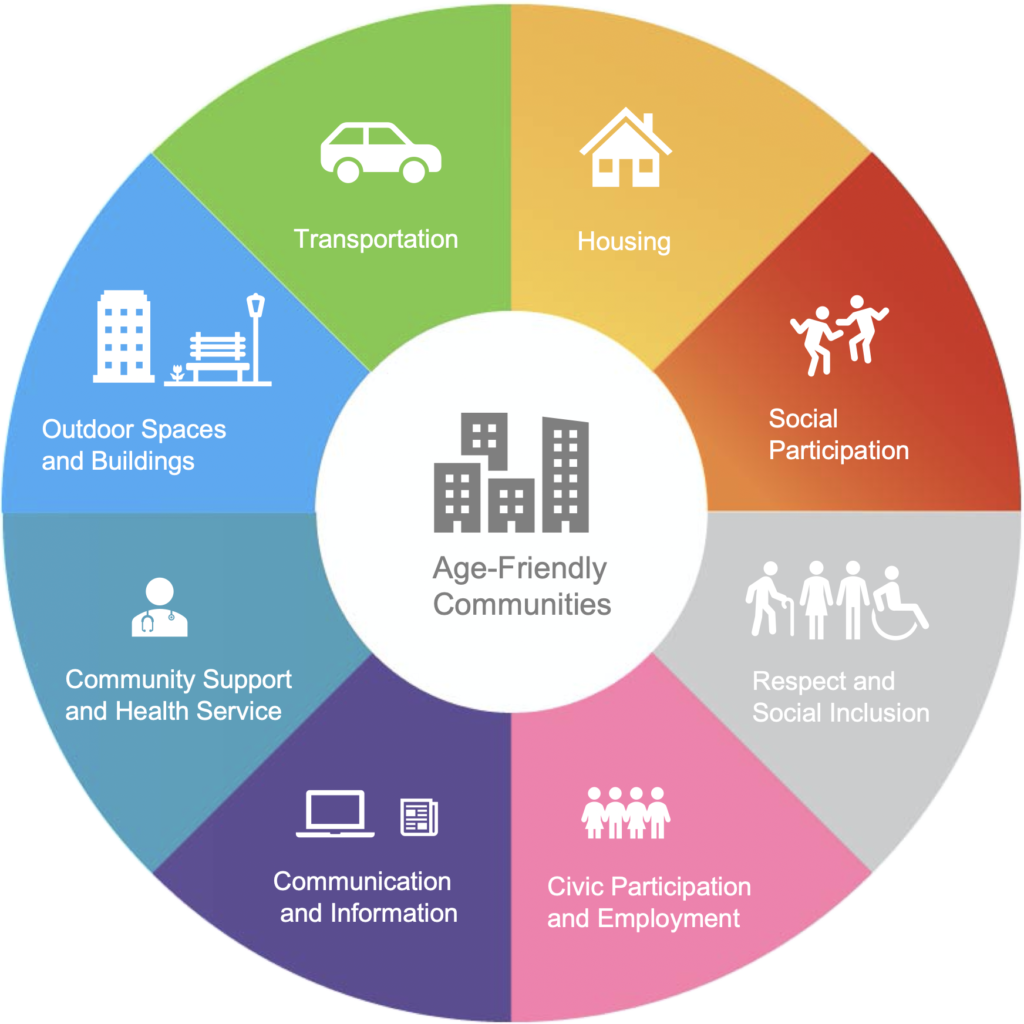 Transportation
Housing
Social
Participation
Respect and
Social Inclusion
Civic Participation
and Employment
Communication
and Information
Community Support
and Health Service
Outdoor Spaces
and Buildings
Age-Friendly
Communities